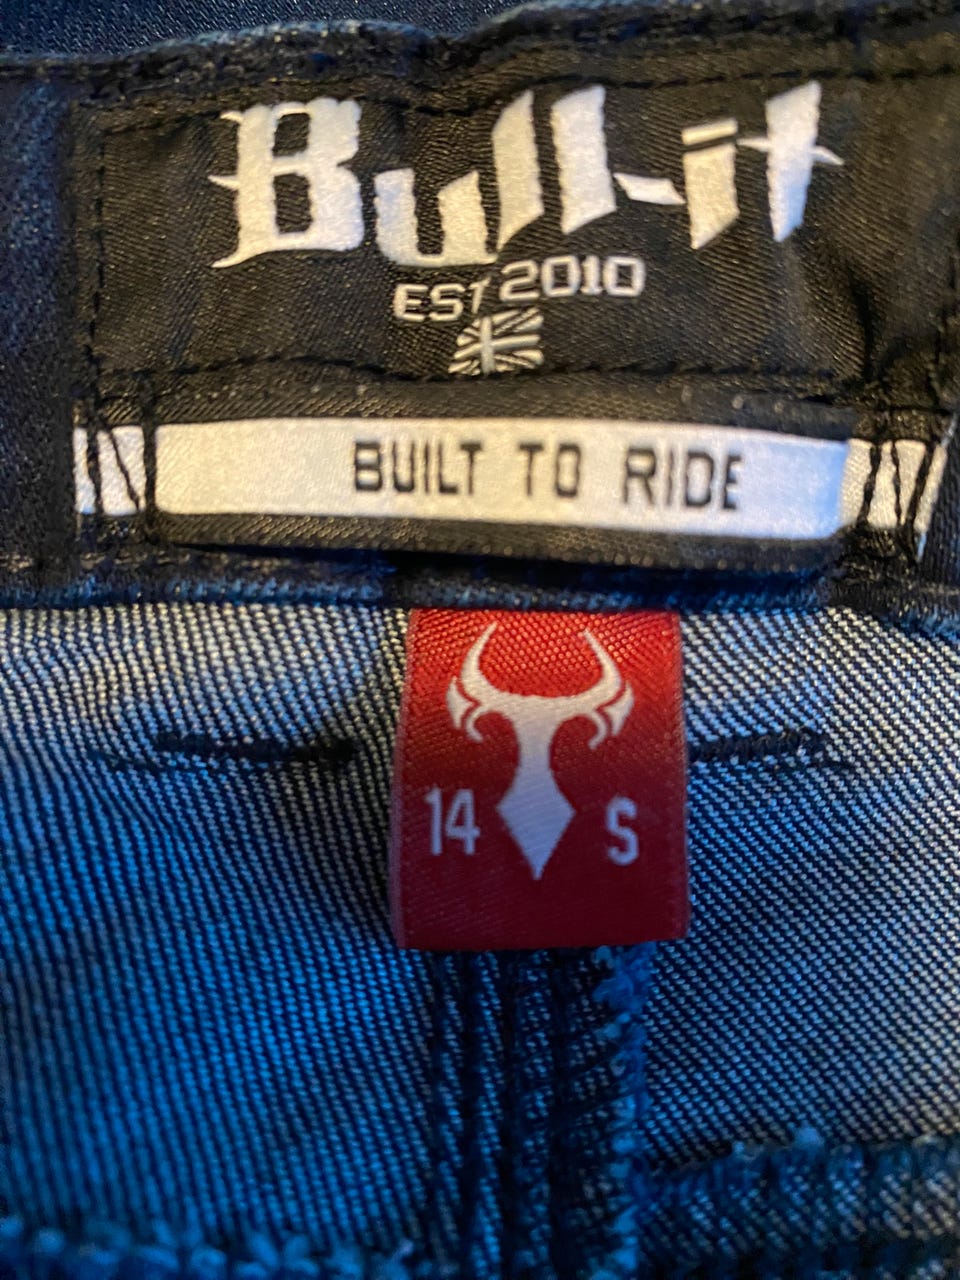 Bull-it
EST 2010
BUILT TO RIDE
14 S